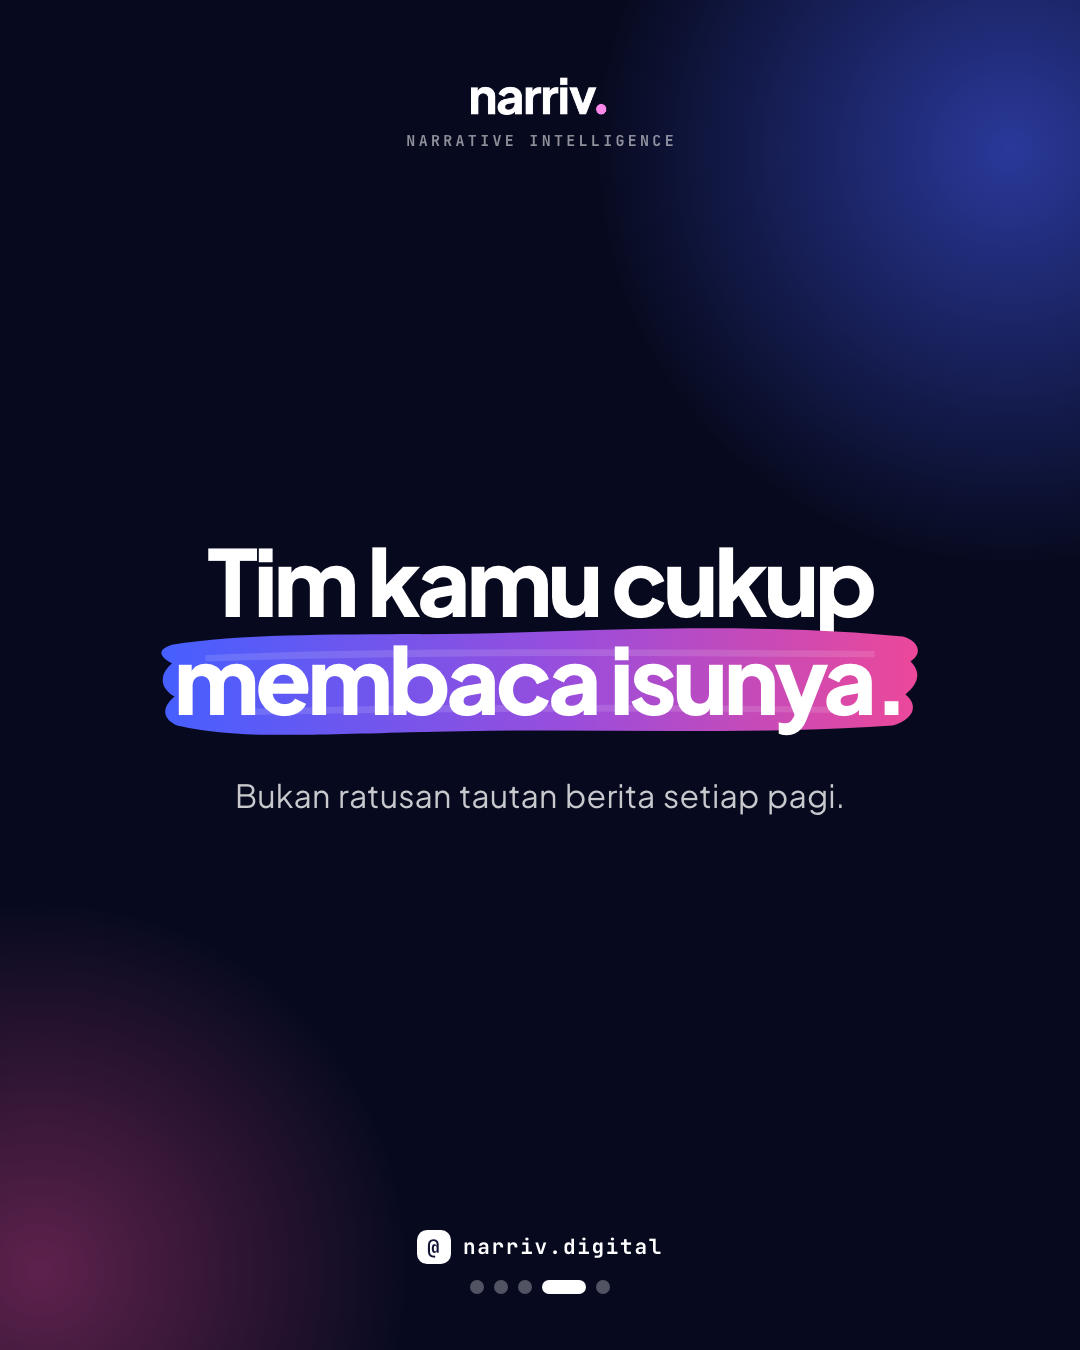 narriv.
NARRATIVE INTELLIGENCE
Tim kamu cukup
membaca isunya.
Bukan ratusan tautan berita setiap pagi.
@ narriv.digital